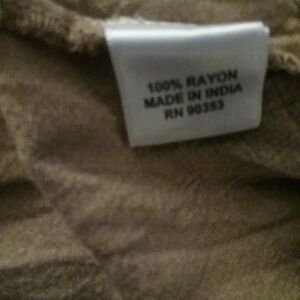 100% RAYON
MADE IN INDIA
RN 90353